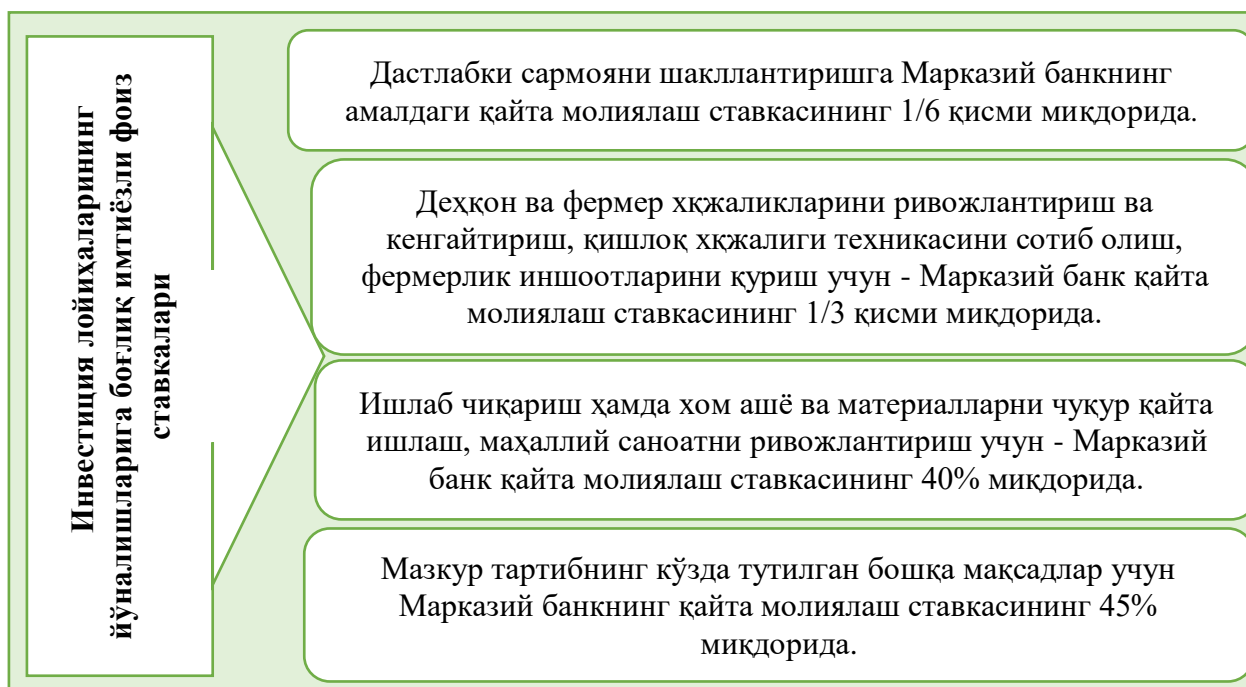 Инвестиция лойиҳаларининг
йўналишларига боғлиқ имтиёзли фоиз
ставкалари
Дастлабки сармояни шакллантиришга Марказий банкнинг
амалдаги қайта молиялаш ставкасининг 1/6 қисми миқдорида.
Деҳқон ва фермер хқжаликларини ривожлантириш ва
кенгайтириш, қишлоқ хқжалиги техникасини сотиб олиш,
фермерлик иншоотларини қуриш учун - Марказий банк қайта
молиялаш ставкасининг 1/3 қисми миқдорида.
Ишлаб чиқариш ҳамда хом ашё ва материалларни чуқур қайта
ишлаш, маҳаллий саноатни ривожлантириш учун - Марказий
банк қайта молиялаш ставкасининг 40% миқдорида.
Мазкур тартибнинг кўзда тутилган бошқа мақсадлар учун
Марказий банкнинг қайта молиялаш ставкасининг 45%
миқдорида.